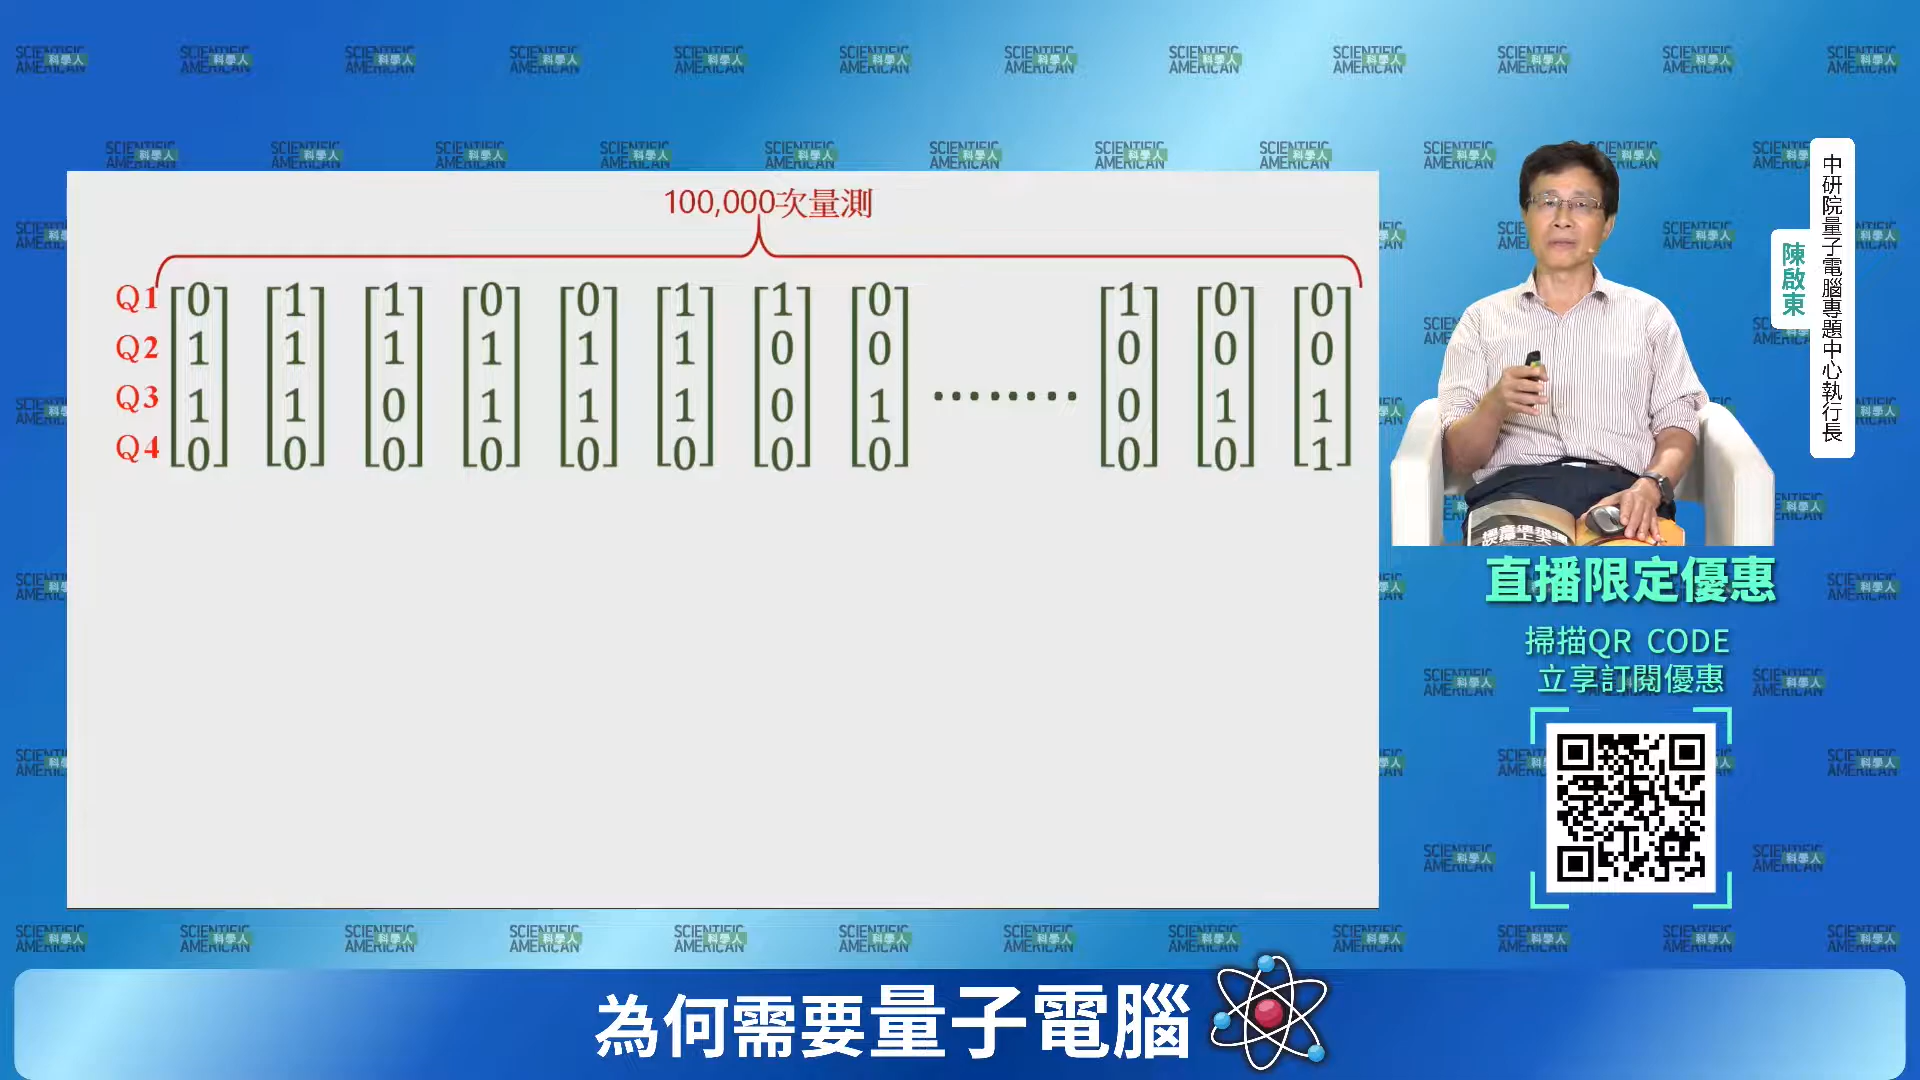 SCIENTIFIC AMERICAN 科學人
100,000次量測
Q1 0 1 1 0 0 1 1 0 1 0 0
Q2 1 1 1 1 1 1 0 0 0 0 0
Q3 1 1 0 1 1 1 0 1 ........ 0 1 1
Q4 0 0 0 0 0 0 0 0 0 0 1
中研院量子電腦專題中心執行長
陳啟東
直播限定優惠
掃描QR CODE
立享訂閱優惠
為何需要量子電腦